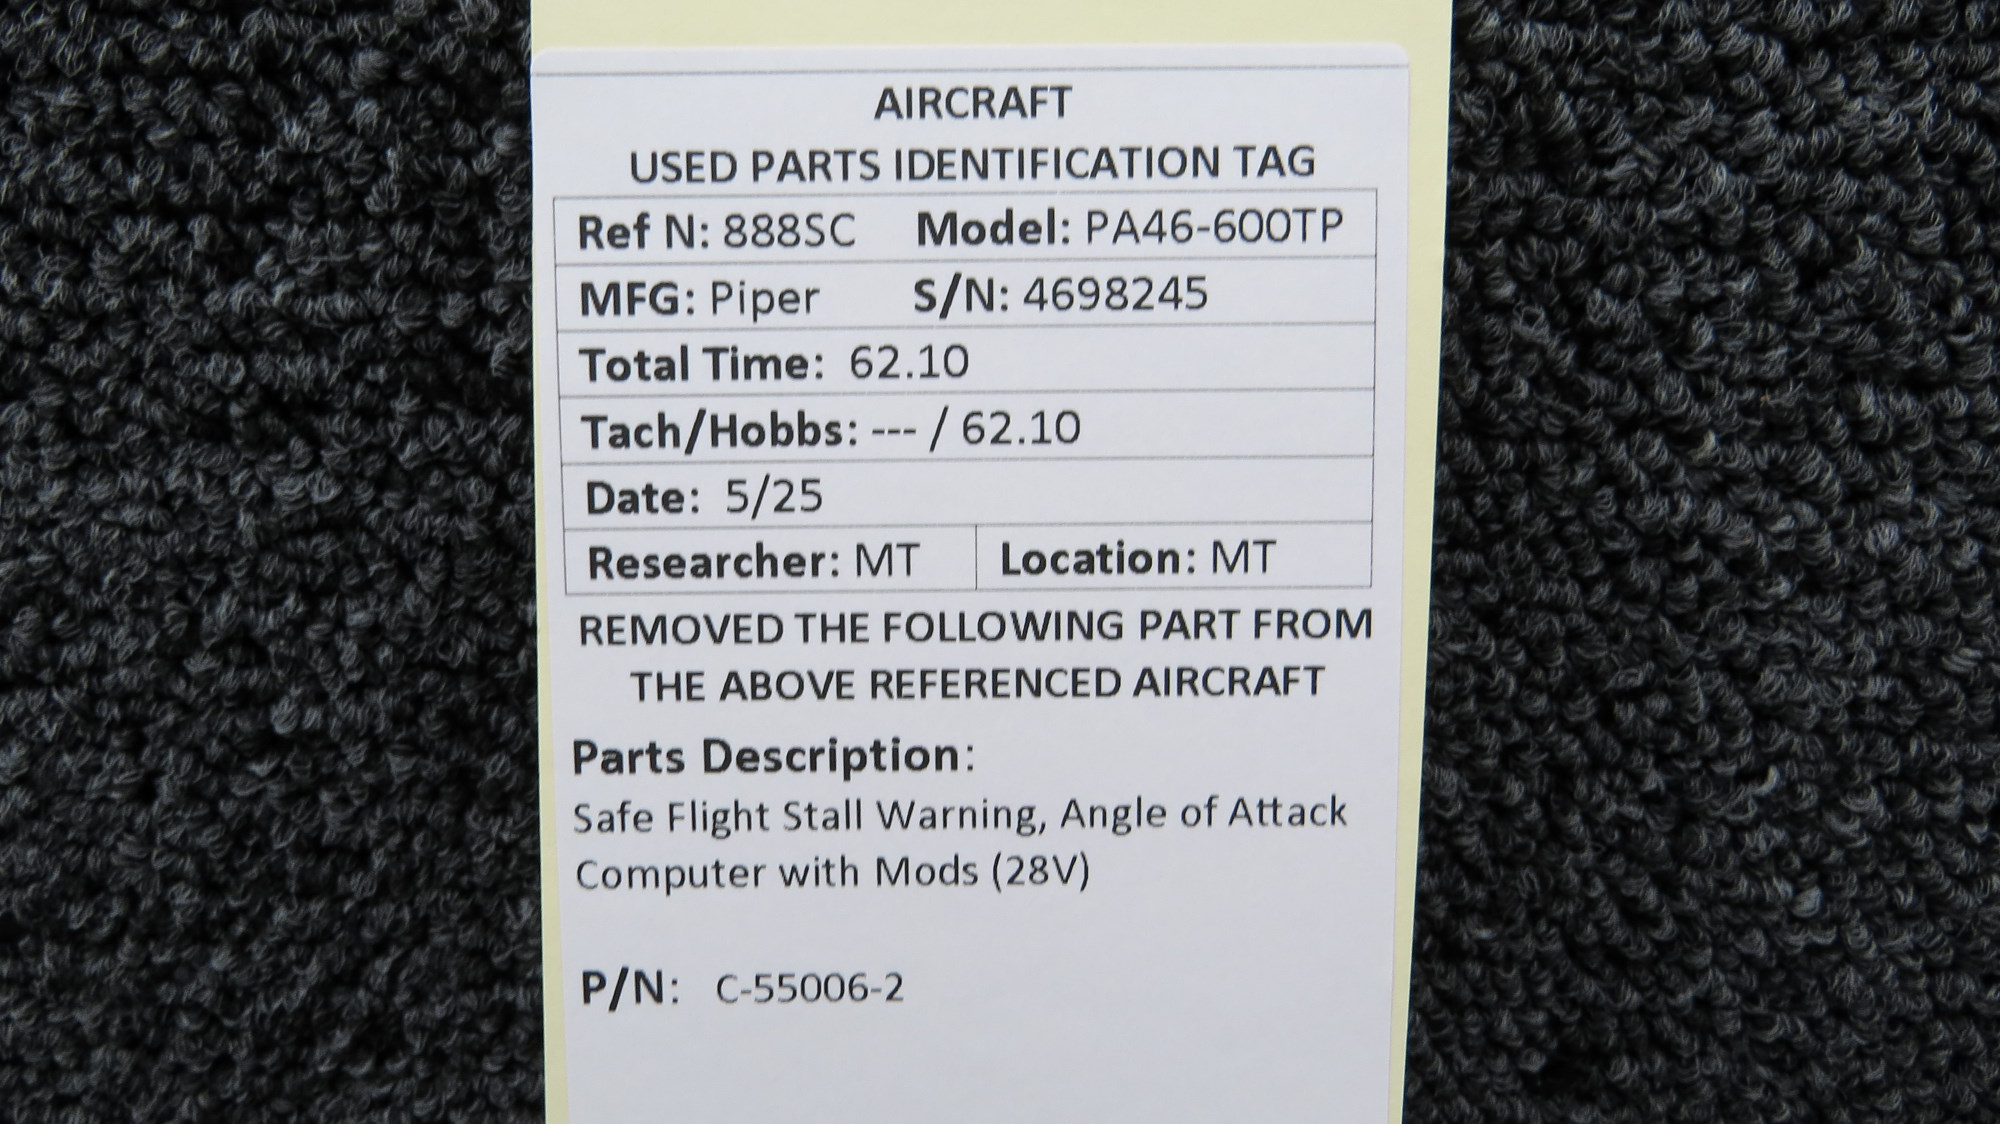 AIRCRAFT
USED PARTS IDENTIFICATION TAG
Ref N: 888SC Model: PA46-600TP
MFG: Piper S/N: 4698245
Total Time: 62.10
Tach/Hobbs: --- / 62.10
Date: 5/25
Researcher: MT Location: MT
REMOVED THE FOLLOWING PART FROM
THE ABOVE REFERENCED AIRCRAFT
Parts Description:
Safe Flight Stall Warning, Angle of Attack
Computer with Mods (28V)
P/N: C-55006-2